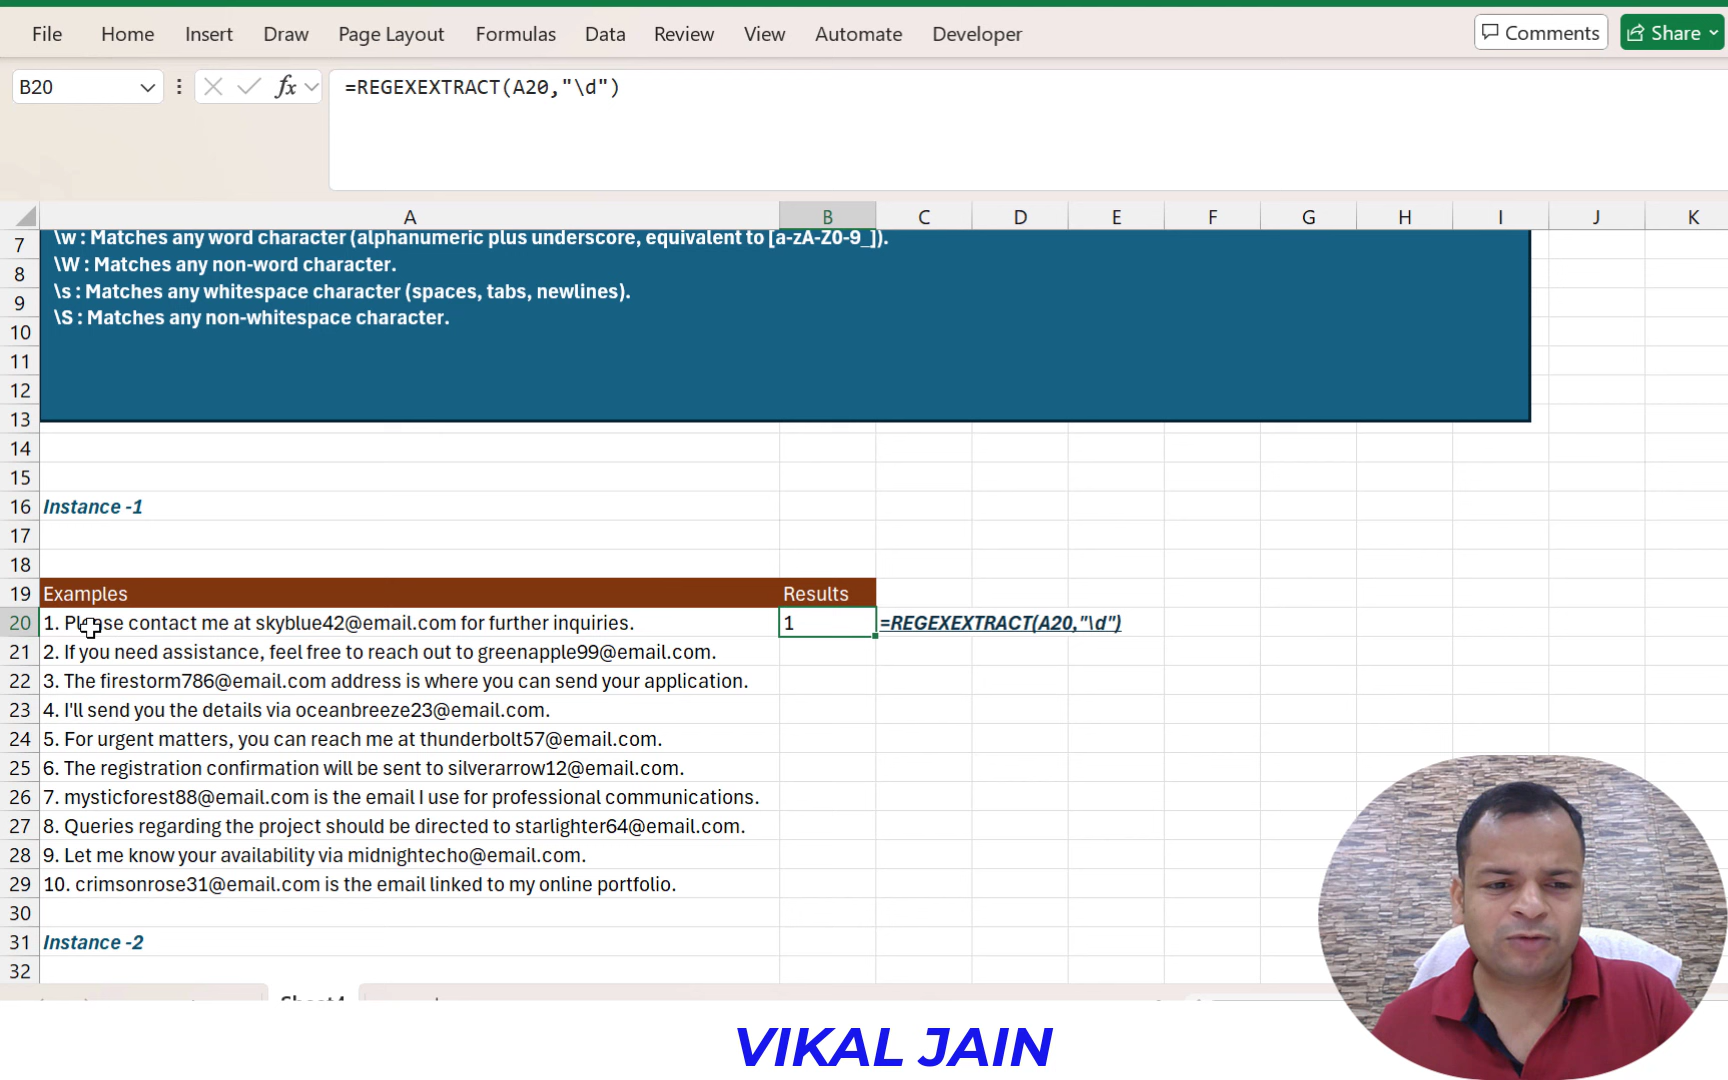 File Home Insert Draw Page Layout Formulas Data Review View Automate Developer Comments Share
B20 fx =REGEXEXTRACT(A20,"\d")
A B C D E F G H I J K
7 \w : Matches any word character (alphanumeric plus underscore, equivalent to [a-zA-Z0-9_]).
8 \W : Matches any non-word character.
9 \s : Matches any whitespace character (spaces, tabs, newlines).
10 \S : Matches any non-whitespace character.
11
12
13
14
15
16 Instance -1
17
18
19 Examples Results
20 1. Please contact me at skyblue42@email.com for further inquiries. 1 =REGEXEXTRACT(A20,"\d")
21 2. If you need assistance, feel free to reach out to greenapple99@email.com.
22 3. The firestorm786@email.com address is where you can send your application.
23 4. I'll send you the details via oceanbreeze23@email.com.
24 5. For urgent matters, you can reach me at thunderbolt57@email.com.
25 6. The registration confirmation will be sent to silverarrow12@email.com.
26 7. mysticforest88@email.com is the email I use for professional communications.
27 8. Queries regarding the project should be directed to starlighter64@email.com.
28 9. Let me know your availability via midnightecho@email.com.
29 10. crimsonrose31@email.com is the email linked to my online portfolio.
30
31 Instance -2
32
VIKAL JAIN